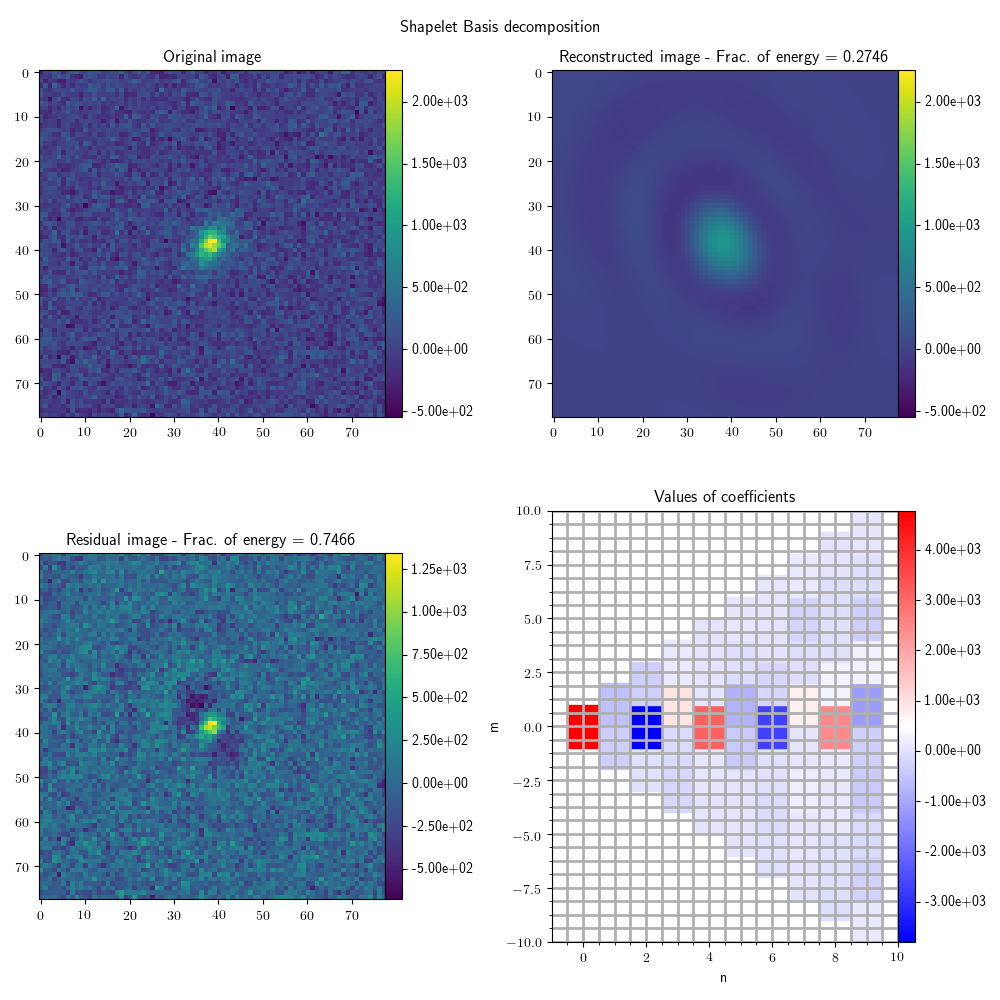 Shapelet Basis decomposition
Original image
0
10
20
30
40
50
60
70
0 10 20 30 40 50 60 70
2.00e+03
1.50e+03
1.00e+03
5.00e+02
0.00e+00
-5.00e+02
Reconstructed image - Frac. of energy = 0.2746
0
10
20
30
40
50
60
70
0 10 20 30 40 50 60 70
2.00e+03
1.50e+03
1.00e+03
5.00e+02
0.00e+00
-5.00e+02
Residual image - Frac. of energy = 0.7466
0
10
20
30
40
50
60
70
0 10 20 30 40 50 60 70
1.25e+03
1.00e+03
7.50e+02
5.00e+02
2.50e+02
0.00e+00
-2.50e+02
-5.00e+02
Values of coefficients
m
10.0
7.5
5.0
2.5
0.0
−2.5
−5.0
−7.5
−10.0
0 2 4 6 8 10
n
4.00e+03
3.00e+03
2.00e+03
1.00e+03
0.00e+00
-1.00e+03
-2.00e+03
-3.00e+03